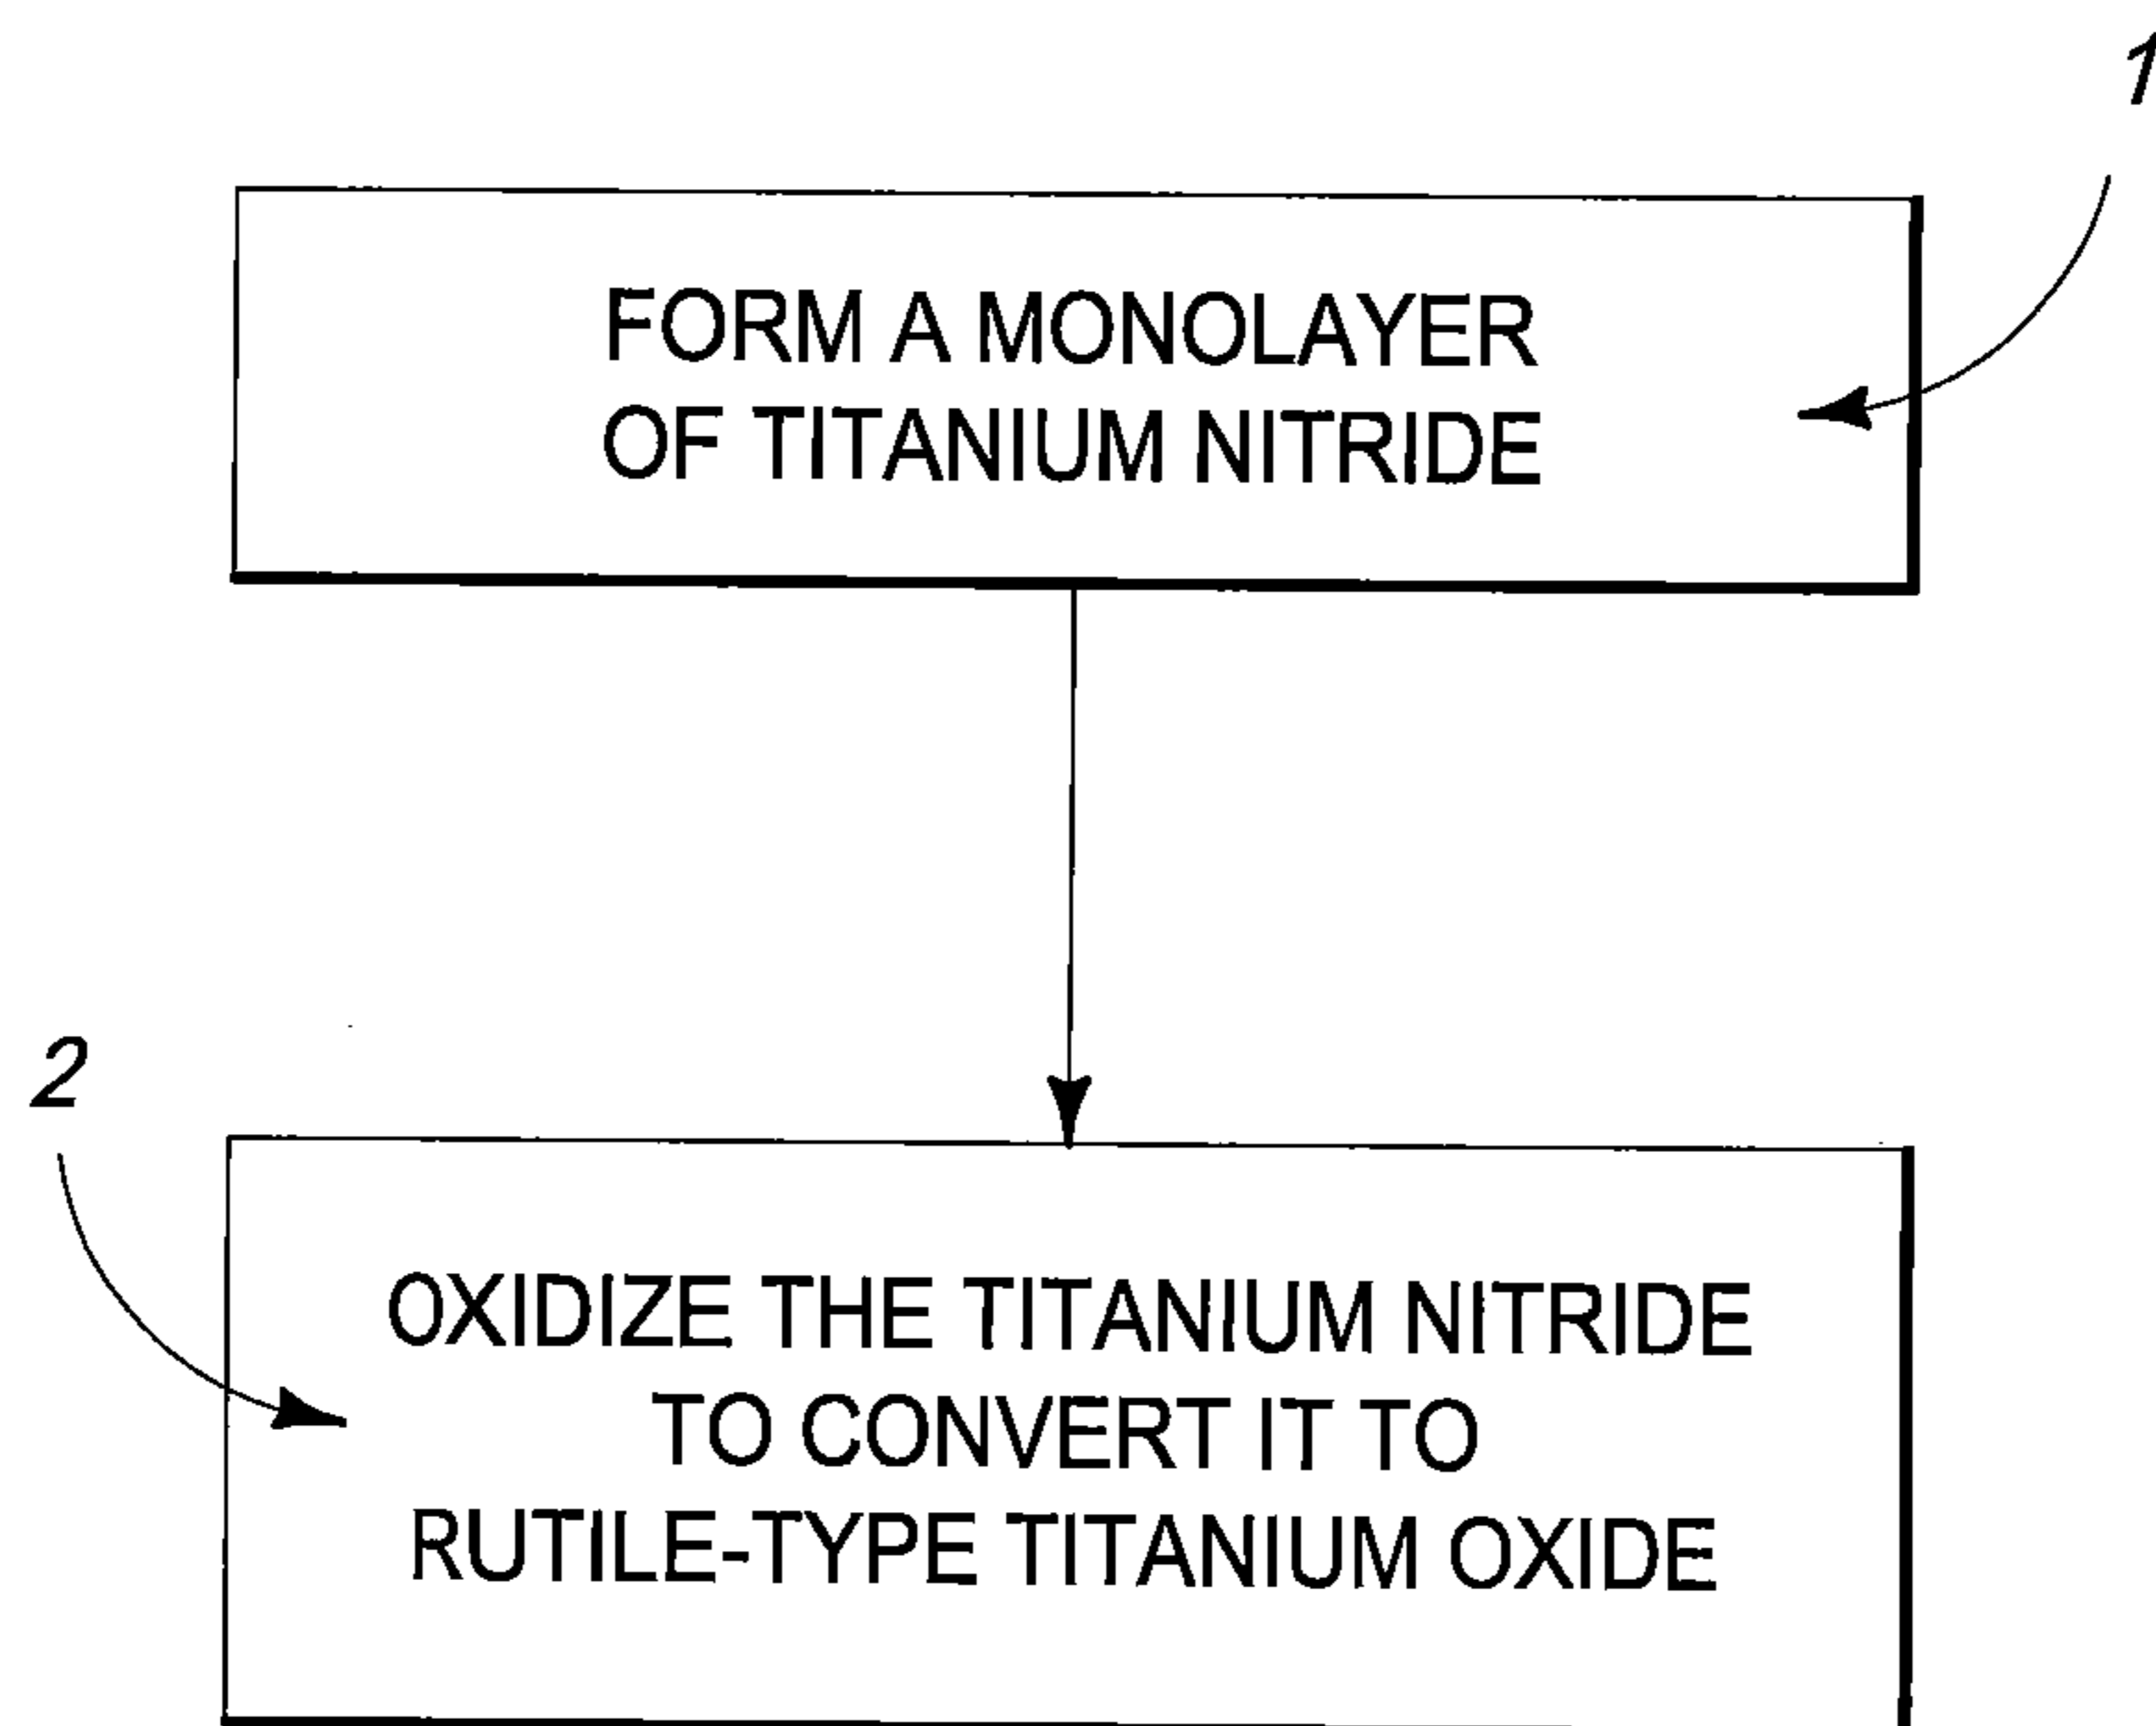 1
FORM A MONOLAYER
OF TITANIUM NITRIDE
2
OXIDIZE THE TITANIUM NITRIDE
TO CONVERT IT TO
RUTILE-TYPE TITANIUM OXIDE